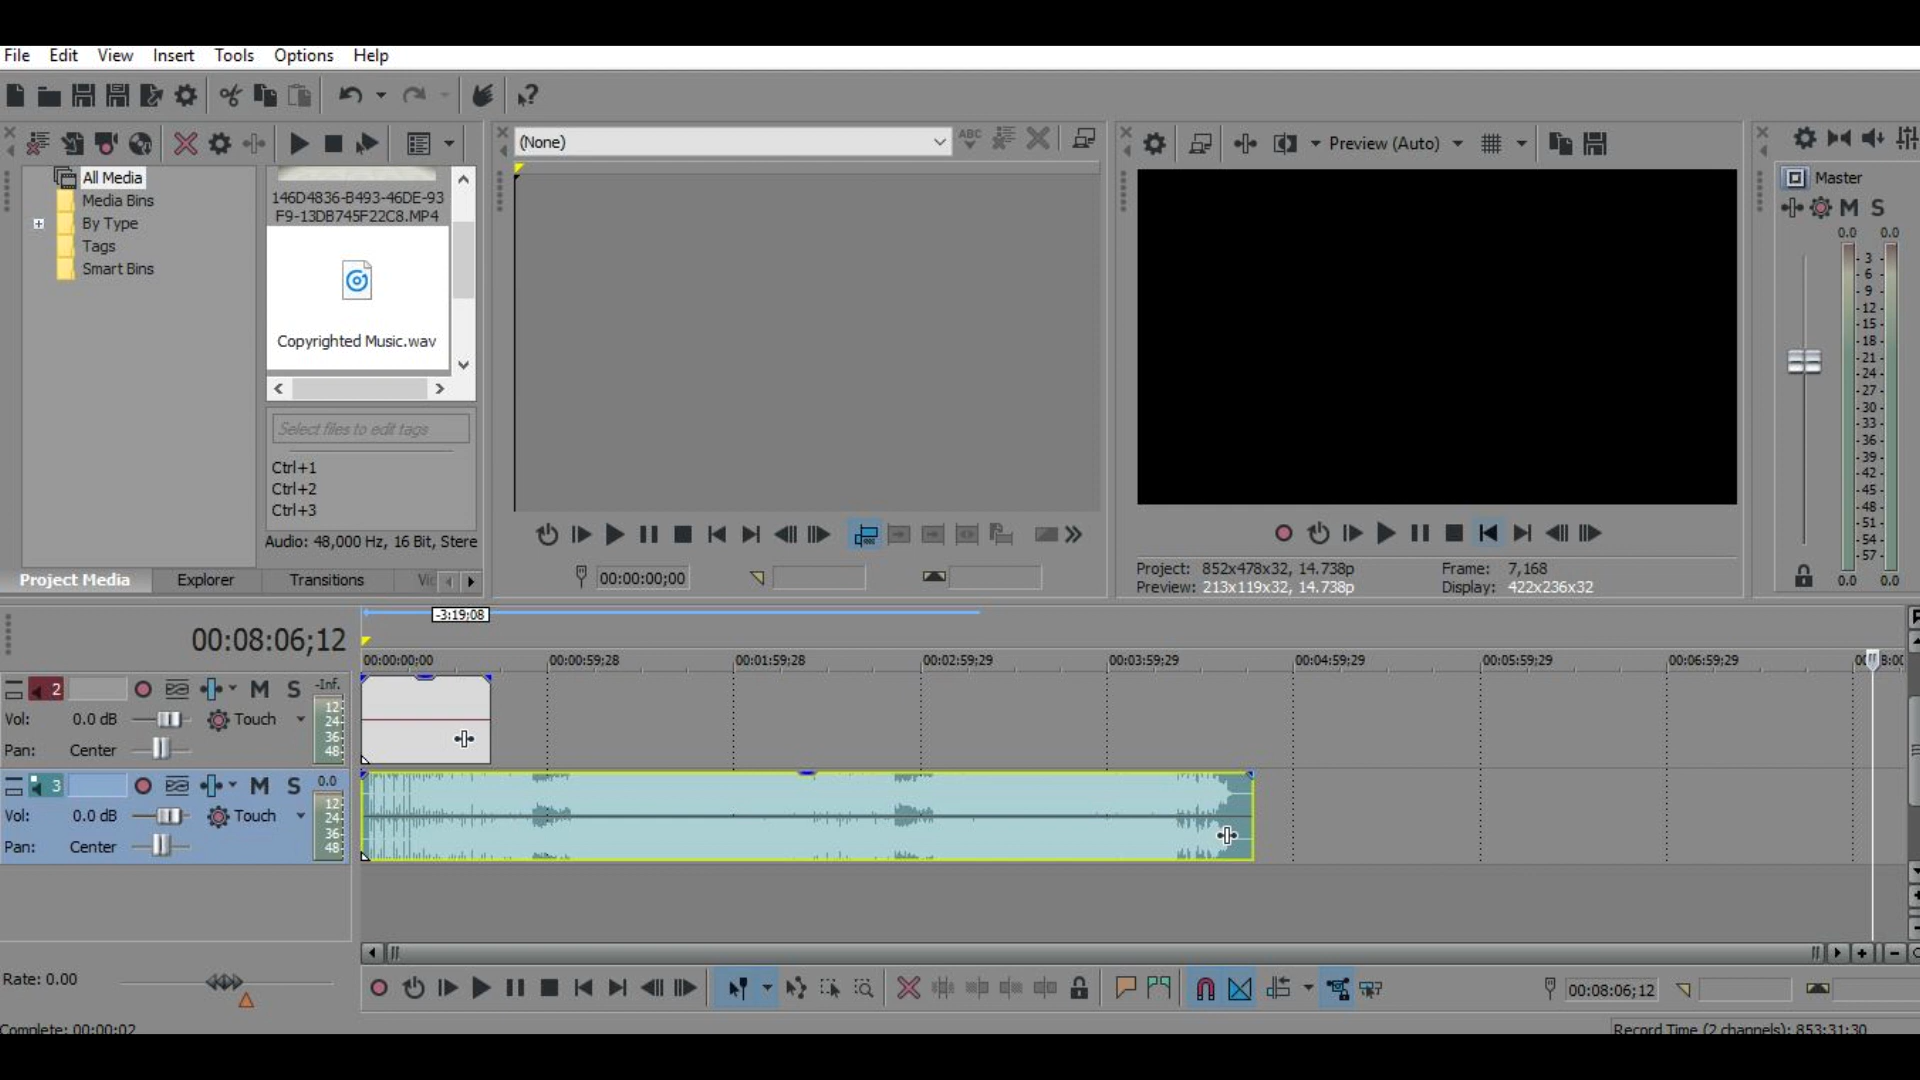 File Edit View Insert Tools Options Help
(None)
ABC
Preview (Auto)
All Media
Media Bins
By Type
Tags
Smart Bins
146D4836-B493-46DE-93
F9-13DB745F22C8.MP4
Copyrighted Music.wav
Select files to edit tags
Ctrl+1
Ctrl+2
Ctrl+3
Audio: 48,000 Hz, 16 Bit, Stere
Project Media Explorer Transitions
00:00:00;00
Project: 852x478x32, 14.738p
Preview: 213x119x32, 14.738p
Frame: 7,168
Display: 422x236x32
Master
M S
0.0 0.0
- 3 -
- 6 -
- 9 -
-12-
-15-
-18-
-21-
-24-
-27-
-30-
-33-
-36-
-39-
-42-
-45-
-48-
-51-
-54-
-57-
0.0 0.0
-3:19;08
00:08:06;12
00:00:00;00 00:00:59;28 00:01:59;28 00:02:59;29 00:03:59;29 00:04:59;29 00:05:59;29 00:06:59;29
2 M S -Inf.
Vol: 0.0 dB Touch
Pan: Center
12-
24-
36-
48-
3 M S 0.0
Vol: 0.0 dB Touch
Pan: Center
12-
24-
36-
48-
Rate: 0.00
00:08:06;12
Complete: 00:00:02
Record Time (2 channels): 853:31:30